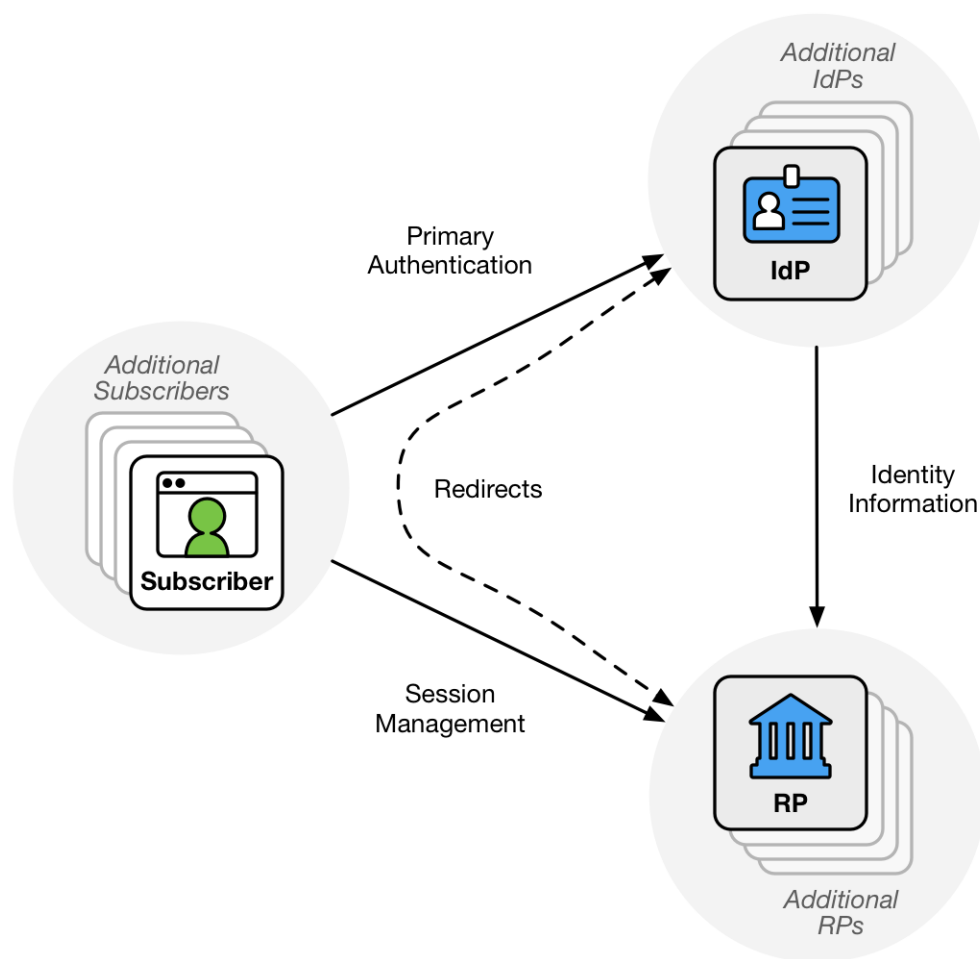 Additional
IdPs
IdP
Primary
Authentication
Additional
Subscribers
Subscriber
Redirects
Identity
Information
Session
Management
RP
Additional
RPs